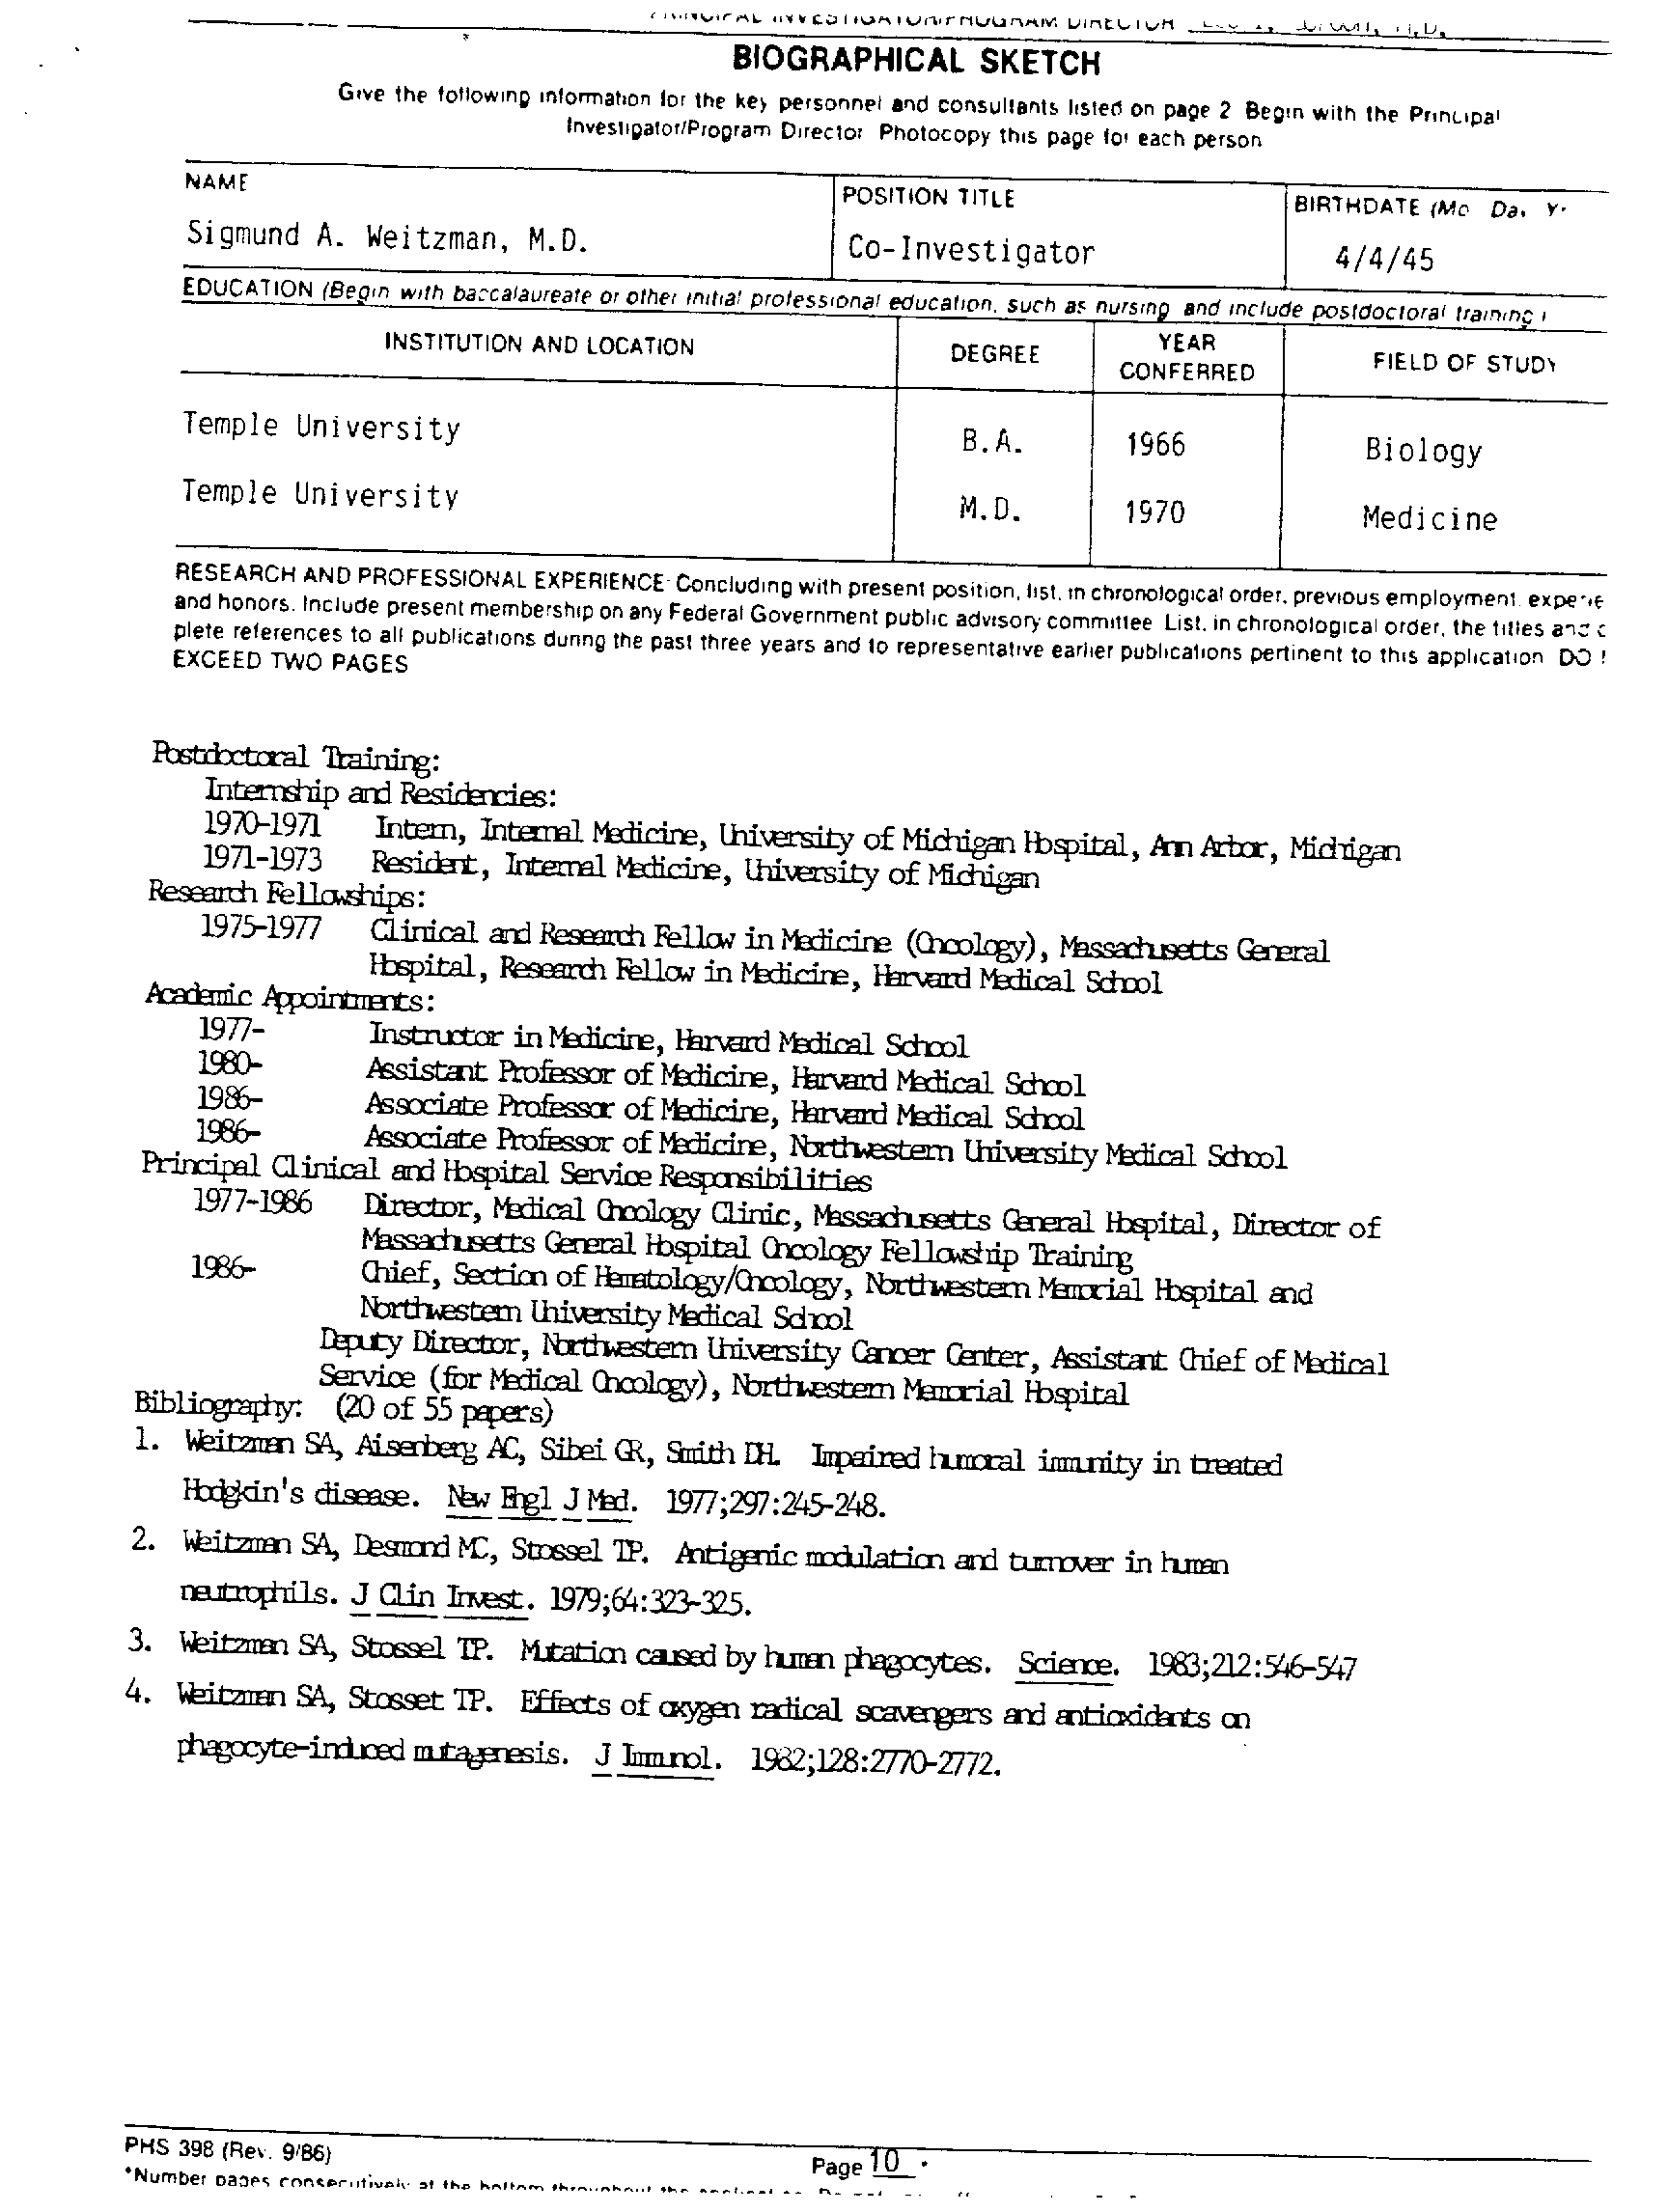 PRINCIPAL INVESTIGATOR/PROGRAM DIRECTOR
BIOGRAPHICAL SKETCH
Give the following information for the key personnel and consultants listed on page 2 Begin with the Principal
Investigator/Program Director Photocopy this page for each person
NAME POSITION TITLE BIRTHDATE (Mo Da. Yr
Sigmund A. Weitzman, M.D. Co-Investigator 4/4/45
EDUCATION (Begin with baccalaureate or other initial professional education, such as nursing and include postdoctoral training )
INSTITUTION AND LOCATION DEGREE YEAR CONFERRED FIELD OF STUDY
Temple University B.A. 1966 Biology
Temple University M.D. 1970 Medicine
RESEARCH AND PROFESSIONAL EXPERIENCE: Concluding with present position, list, in chronological order, previous employment, experie
and honors. Include present membership on any Federal Government public advisory committee List, in chronological order, the titles and c
plete references to all publications during the past three years and to representative earlier publications pertinent to this application DO
EXCEED TWO PAGES
Postdoctoral Training:
Internship and Residencies:
1970-1971 Intern, Internal Medicine, University of Michigan Hospital, Ann Arbor, Michigan
1971-1973 Resident, Internal Medicine, University of Michigan
Research Fellowships:
1975-1977 Clinical and Research Fellow in Medicine (Oncology), Massachusetts General
Hospital, Research Fellow in Medicine, Harvard Medical School
Academic Appointments:
1977- Instructor in Medicine, Harvard Medical School
1980- Assistant Professor of Medicine, Harvard Medical School
1986- Associate Professor of Medicine, Harvard Medical School
1986- Associate Professor of Medicine, Northwestern University Medical School
Principal Clinical and Hospital Service Responsibilities
1977-1986 Director, Medical Oncology Clinic, Massachusetts General Hospital, Director of
Massachusetts General Hospital Oncology Fellowship Training
1986- Chief, Section of Hematology/Oncology, Northwestern Memorial Hospital and
Northwestern University Medical School
Deputy Director, Northwestern University Cancer Center, Assistant Chief of Medical
Service (for Medical Oncology), Northwestern Memorial Hospital
Bibliography: (20 of 55 papers)
1. Weitzman SA, Aisenberg AC, Sibei GR, Smith DH. Impaired humoral immunity in treated
Hodgkin's disease. New Engl J Med. 1977;297:245-248.
2. Weitzman SA, Desmond MC, Stossel TP. Antigenic modulation and turnover in human
neutrophils. J Clin Invest. 1979;64:323-325.
3. Weitzman SA, Stossel TP. Mutation caused by human phagocytes. Science. 1983;212:546-547
4. Weitzman SA, Stosset TP. Effects of oxygen radical scavengers and antioxidants on
phagocyte-induced mutagenesis. J Immunol. 1982;128:2770-2772.
PHS 398 (Rev. 9/86) Page 10
*Number pages consecutively at the bottom throughout the